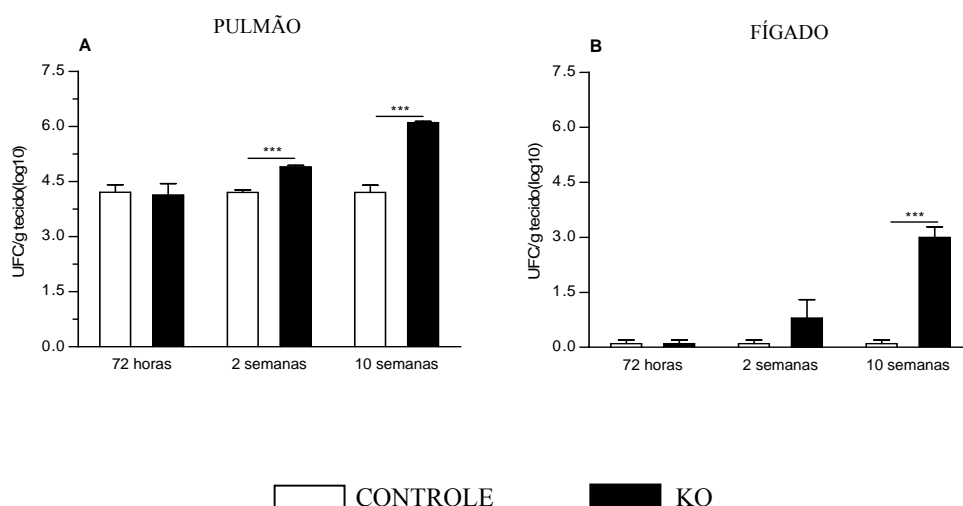 PULMÃO
A
7.5
6.0
4.5
3.0
1.5
0.0
UFC/g tecido(log10)
***
***
72 horas
2 semanas
10 semanas
FÍGADO
B
7.5
6.0
4.5
3.0
1.5
0.0
UFC/g tecido(log10)
***
72 horas
2 semanas
10 semanas
CONTROLE
KO